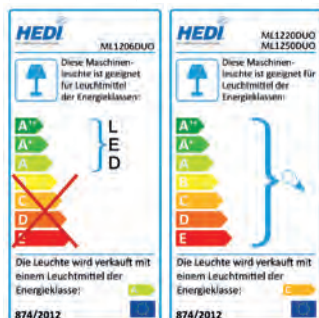 HEDI
ML1206DUO
Diese Maschinen-
leuchte ist geeignet
für Leuchtmittel
der Energieklassen:
A++
A+
A
B
C
D
E
L
E
D
Die Leuchte wird verkauft mit
einem Leuchtmittel der
Energieklasse:
A
874/2012
HEDI
ML1220DUO
ML1250DUO
Diese Maschinen-
leuchte ist geeignet für
Leuchtmittel
der Energieklassen:
A++
A+
A
B
C
D
E
Die Leuchte wird verkauft mit
einem Leuchtmittel der
Energieklasse:
C
874/2012